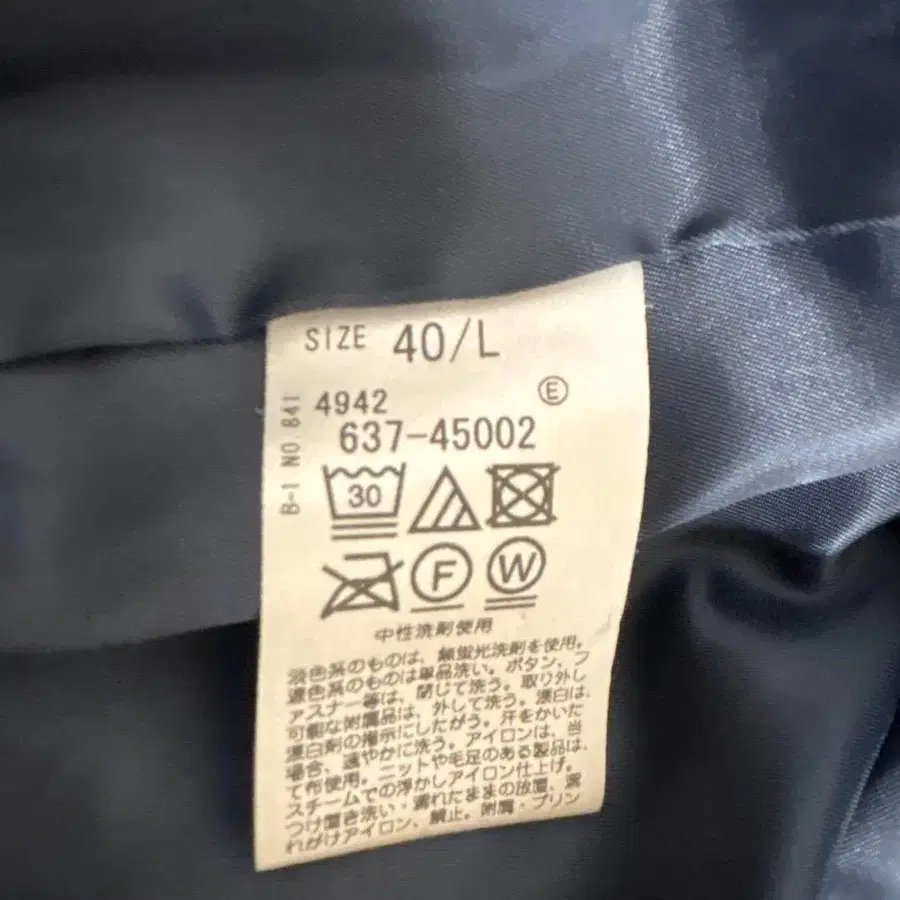 SIZE 40/L
Ⓔ
4942
B-1 NO 641
637-45002
30
F W
中性洗剤使用
淡色系のものは、無蛍光洗剤を使用。
濃色系のものは単品洗い。ボタン、フ
ァスナー等は、閉じて洗う。取り外し
可能な附属品は、外して洗う。漂白は、
漂白剤の掲示にしたがう。汗をかいた
場合、速やかに洗う。アイロンは、当
て布使用。ニットや毛足のある製品は、
スチームでの浮かしアイロン仕上げ。
つけ置き洗い・濡れたままの放置、濡
れがけアイロン、禁止。附属・プリン